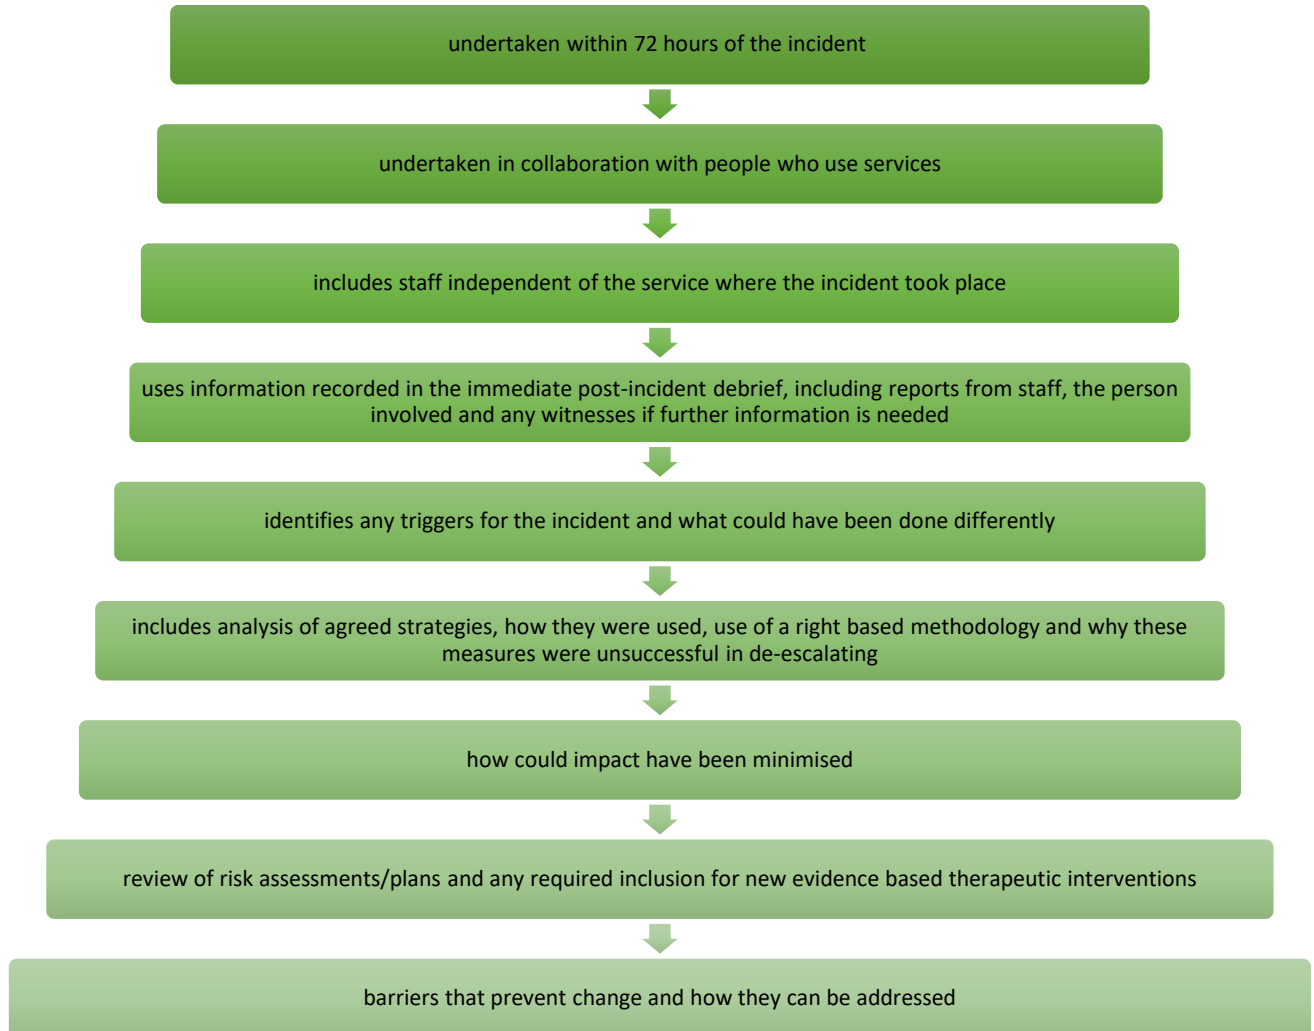 undertaken within 72 hours of the incident
undertaken in collaboration with people who use services
includes staff independent of the service where the incident took place
uses information recorded in the immediate post-incident debrief, including reports from staff, the person
involved and any witnesses if further information is needed
identifies any triggers for the incident and what could have been done differently
includes analysis of agreed strategies, how they were used, use of a right based methodology and why these
measures were unsuccessful in de-escalating
how could impact have been minimised
review of risk assessments/plans and any required inclusion for new evidence based therapeutic interventions
barriers that prevent change and how they can be addressed